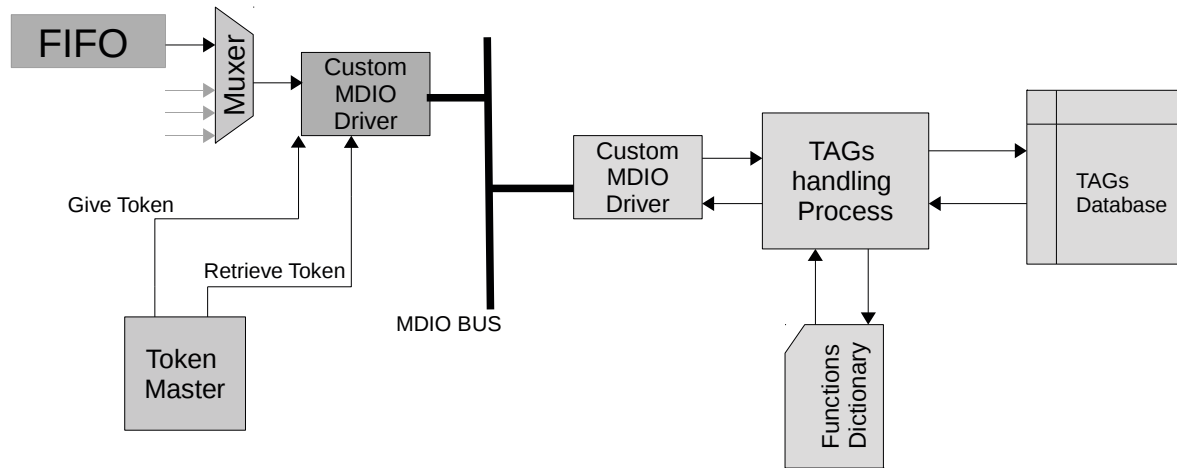 FIFO
Muxer
Custom
MDIO
Driver
Give Token
Retrieve Token
Token
Master
MDIO BUS
Custom
MDIO
Driver
TAGs
handling
Process
TAGs
Database
Functions
Dictionary